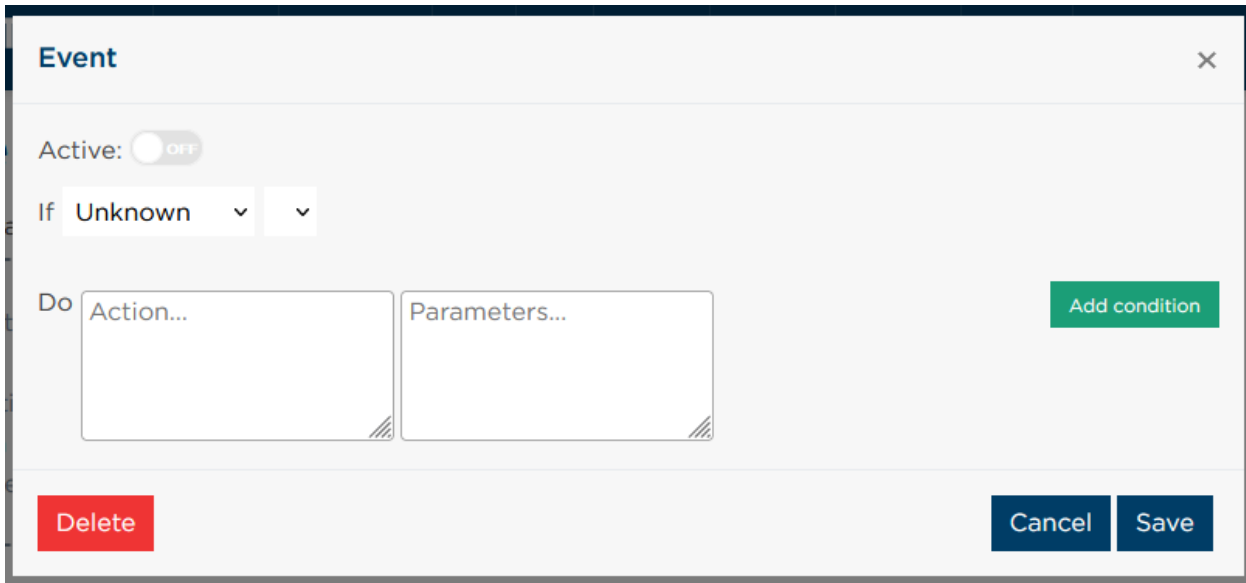 Event
×
Active: OFF
If Unknown
Do Action... Parameters... Add condition
Delete Cancel Save